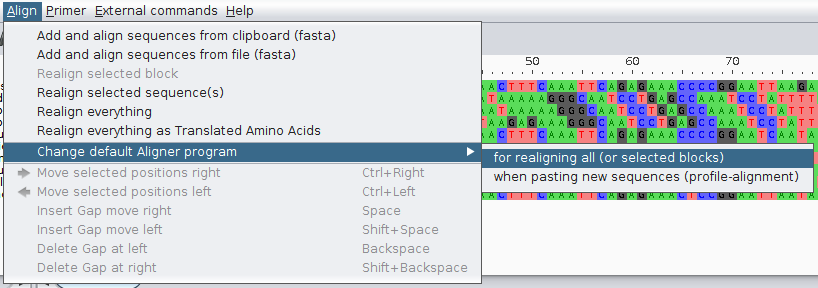 Align Primer External commands Help
Add and align sequences from clipboard (fasta)
Add and align sequences from file (fasta)
Realign selected block
Realign selected sequence(s)
Realign everything
Realign everything as Translated Amino Acids
Change default Aligner program
for realigning all (or selected blocks)
when pasting new sequences (profile-alignment)
Move selected positions right Ctrl+Right
Move selected positions left Ctrl+Left
Insert Gap move right Space
Insert Gap move left Shift+Space
Delete Gap at left Backspace
Delete Gap at right Shift+Backspace
50 60 70